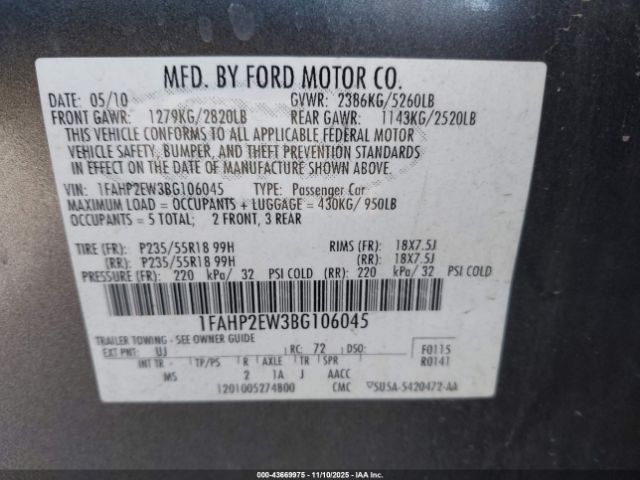 MFD. BY FORD MOTOR CO.
DATE: 05/10 GVWR: 2386KG/5260LB
FRONT GAWR: 1279KG/2820LB REAR GAWR: 1143KG/2520LB
THIS VEHICLE CONFORMS TO ALL APPLICABLE FEDERAL MOTOR
VEHICLE SAFETY, BUMPER, AND THEFT PREVENTION STANDARDS
IN EFFECT ON THE DATE OF MANUFACTURE SHOWN ABOVE.
VIN: 1FAHP2EW3BG106045 TYPE: Passenger Car
MAXIMUM LOAD = OCCUPANTS + LUGGAGE = 430KG/ 950LB
OCCUPANTS = 5 TOTAL; 2 FRONT, 3 REAR
TIRE (FR): P235/55R18 99H RIMS (FR): 18X7.5J
(RR): P235/55R18 99H (RR): 18X7.5J
PRESSURE (FR): 220 kPa/ 32 PSI COLD (RR): 220 kPa/ 32 PSI COLD
1FAHP2EW3BG106045
TRAILER TOWING - SEE OWNER GUIDE
EXT PNT: UJ RC: 72 DSO: F0115
INT TR TP/PS R AXLE TR SPR R0141
MS 2 1A J AACC
1201005274800 CMC 5U5A-5420472-AA
STOCK: 43669975 — 11/10/2025 — IAA, Inc.